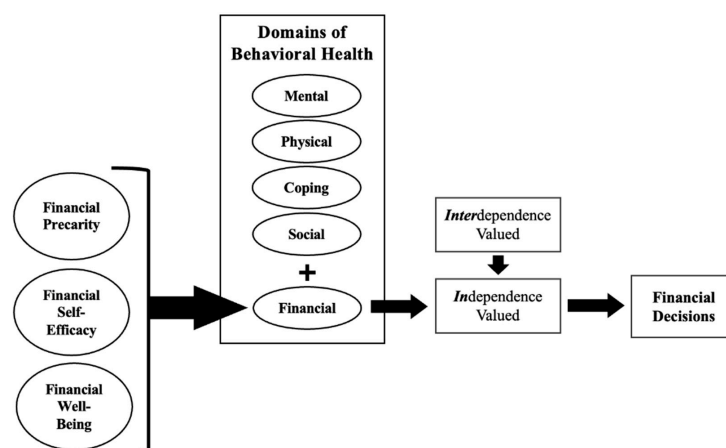 Domains of
Behavioral Health
Mental
Physical
Coping
Social
+
Financial
Financial
Precarity
Financial
Self-
Efficacy
Financial
Well-
Being
Interdependence
Valued
Independence
Valued
Financial
Decisions